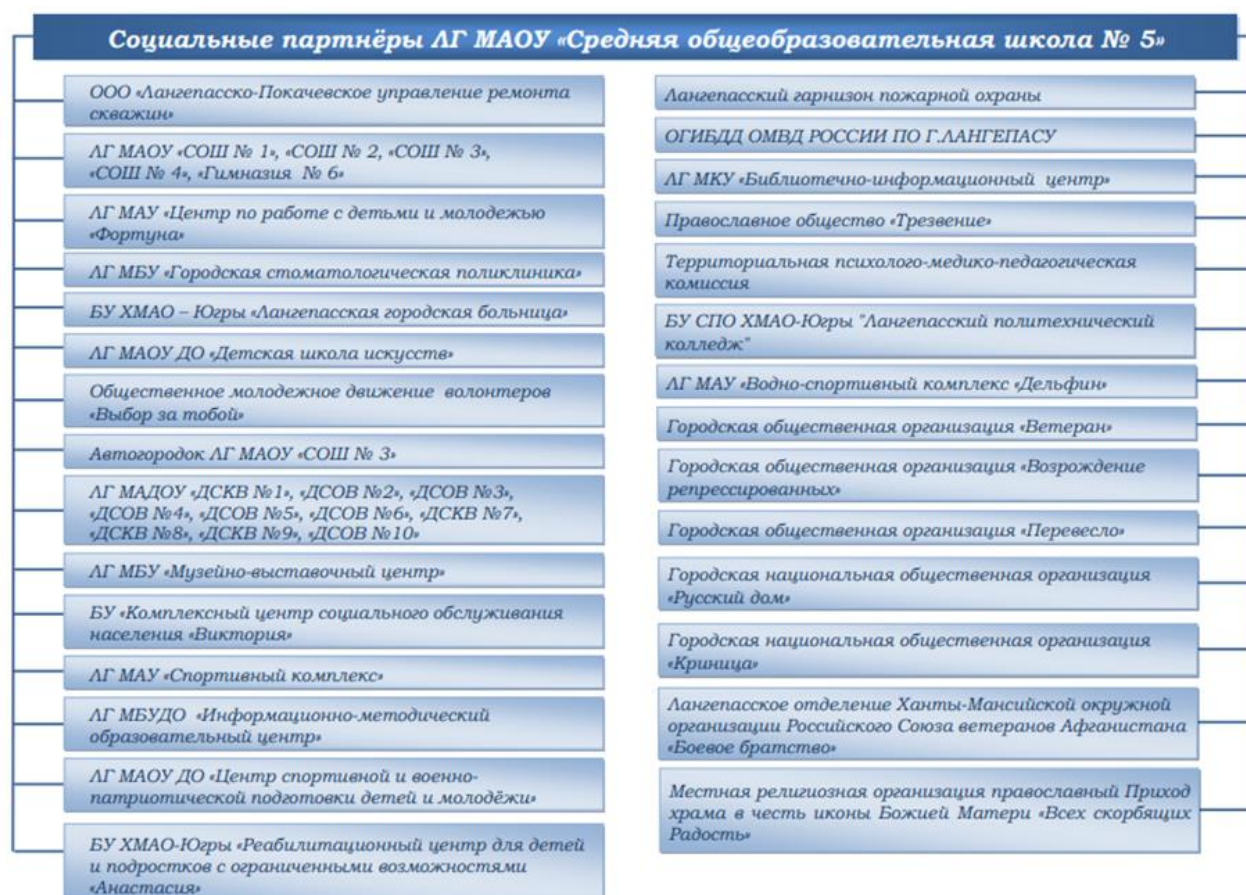 Социальные партнёры ЛГ МАОУ «Средняя общеобразовательная школа № 5»
ООО «Лангепасско-Покачевское управление ремонта
скважин»
ЛГ МАОУ «СОШ № 1», «СОШ № 2, «СОШ № 3»,
«СОШ № 4», «Гимназия № 6»
ЛГ МАУ «Центр по работе с детьми и молодежью
«Фортуна»
ЛГ МБУ «Городская стоматологическая поликлиника»
БУ ХМАО – Югры «Лангепасская городская больница»
ЛГ МАОУ ДО «Детская школа искусств»
Общественное молодежное движение волонтеров
«Выбор за тобой»
Автогородок ЛГ МАОУ «СОШ № 3»
ЛГ МАДОУ «ДСКВ №1», «ДСОВ №2», «ДСОВ №3»,
«ДСОВ №4», «ДСОВ №5», «ДСОВ №6», «ДСКВ №7»,
«ДСКВ №8», «ДСКВ №9», «ДСОВ №10»
ЛГ МБУ «Музейно-выставочный центр»
БУ «Комплексный центр социального обслуживания
населения «Виктория»
ЛГ МАУ «Спортивный комплекс»
ЛГ МБУДО «Информационно-методический
образовательный центр»
ЛГ МАОУ ДО «Центр спортивной и военно-
патриотической подготовки детей и молодёжи»
БУ ХМАО-Югры «Реабилитационный центр для детей
и подростков с ограниченными возможностями
«Анастасия»
Лангепасский гарнизон пожарной охраны
ОГИБДД ОМВД РОССИИ ПО Г.ЛАНГЕПАСУ
ЛГ МКУ «Библиотечно-информационный центр»
Православное общество «Трезвение»
Территориальная психолого-медико-педагогическая
комиссия
БУ СПО ХМАО-Югры "Лангепасский политехнический
колледж"
ЛГ МАУ «Водно-спортивный комплекс «Дельфин»
Городская общественная организация «Ветеран»
Городская общественная организация «Возрождение
репрессированных»
Городская общественная организация «Перевесло»
Городская национальная общественная организация
«Русский дом»
Городская национальная общественная организация
«Криница»
Лангепасское отделение Ханты-Мансийской окружной
организации Российского Союза ветеранов Афганистана
«Боевое братство»
Местная религиозная организация православный Приход
храма в честь иконы Божией Матери «Всех скорбящих
Радость»